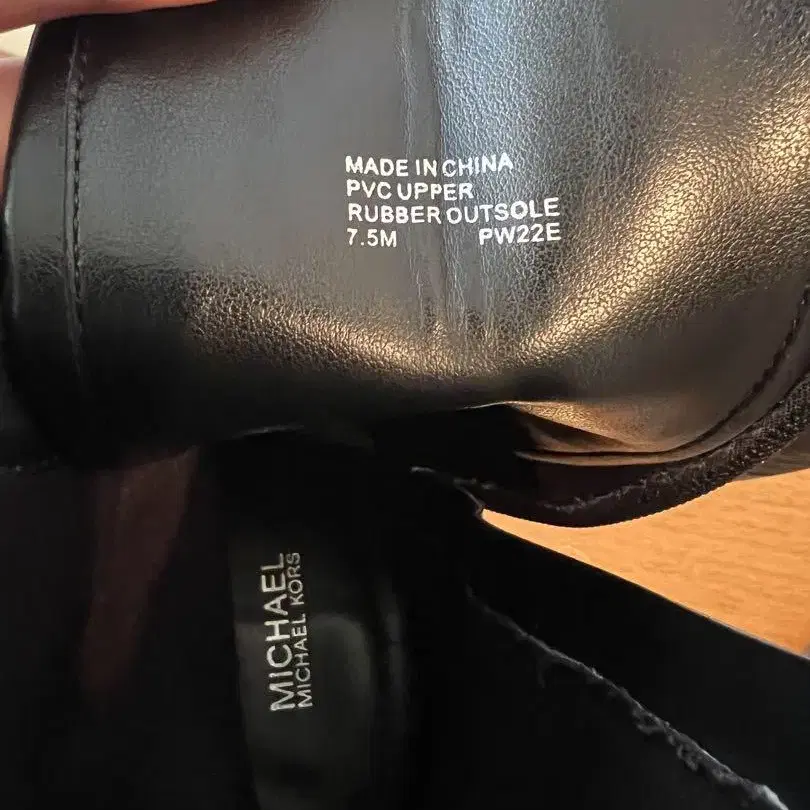 MADE IN CHINA
PVC UPPER
RUBBER OUTSOLE
7.5M PW22E
MICHAEL
MICHAEL KORS